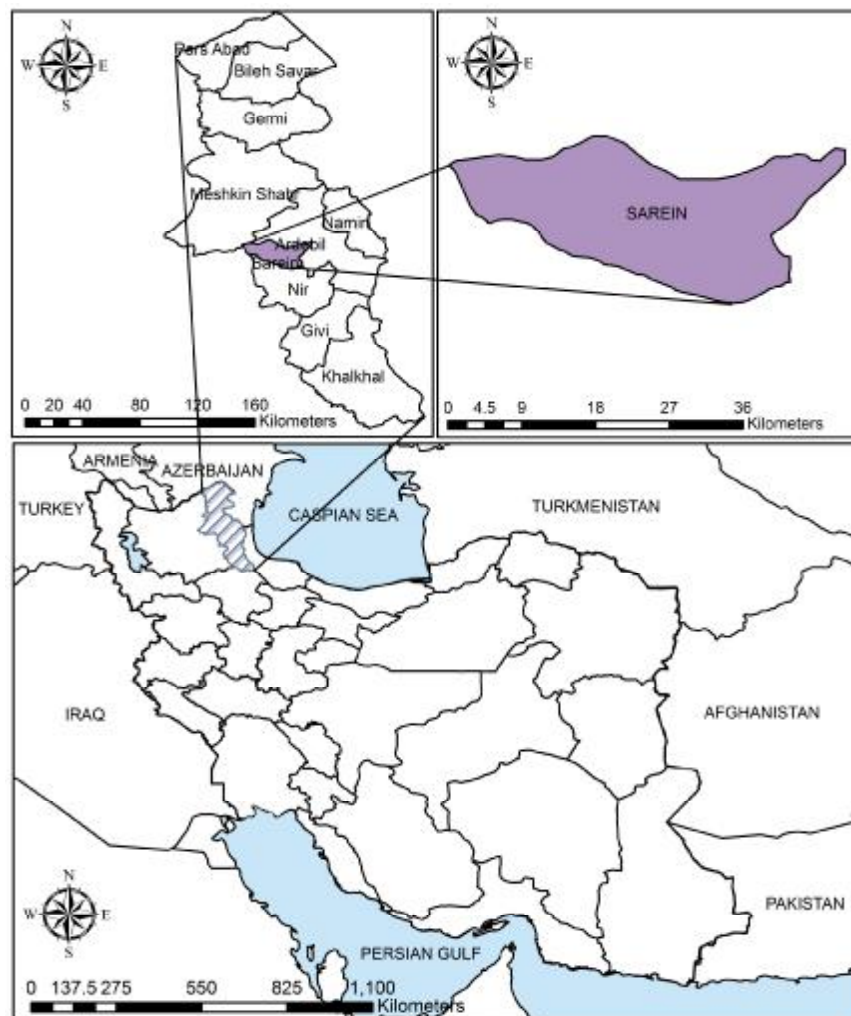 N
W E
S
Pars Abad
Bileh Savar
Germi
Meshkin Shahr
Namin
Ardebil
Sarein
Nir
Givi
Khalkhal
0 20 40 80 120 160
Kilometers
N
W E
S
SAREIN
0 4.5 9 18 27 36
Kilometers
ARMENIA
AZERBAIJAN
TURKEY
CASPIAN SEA
TURKMENISTAN
IRAQ
AFGHANISTAN
PAKISTAN
PERSIAN GULF
N
W E
S
0 137.5 275 550 825 1,100
Kilometers